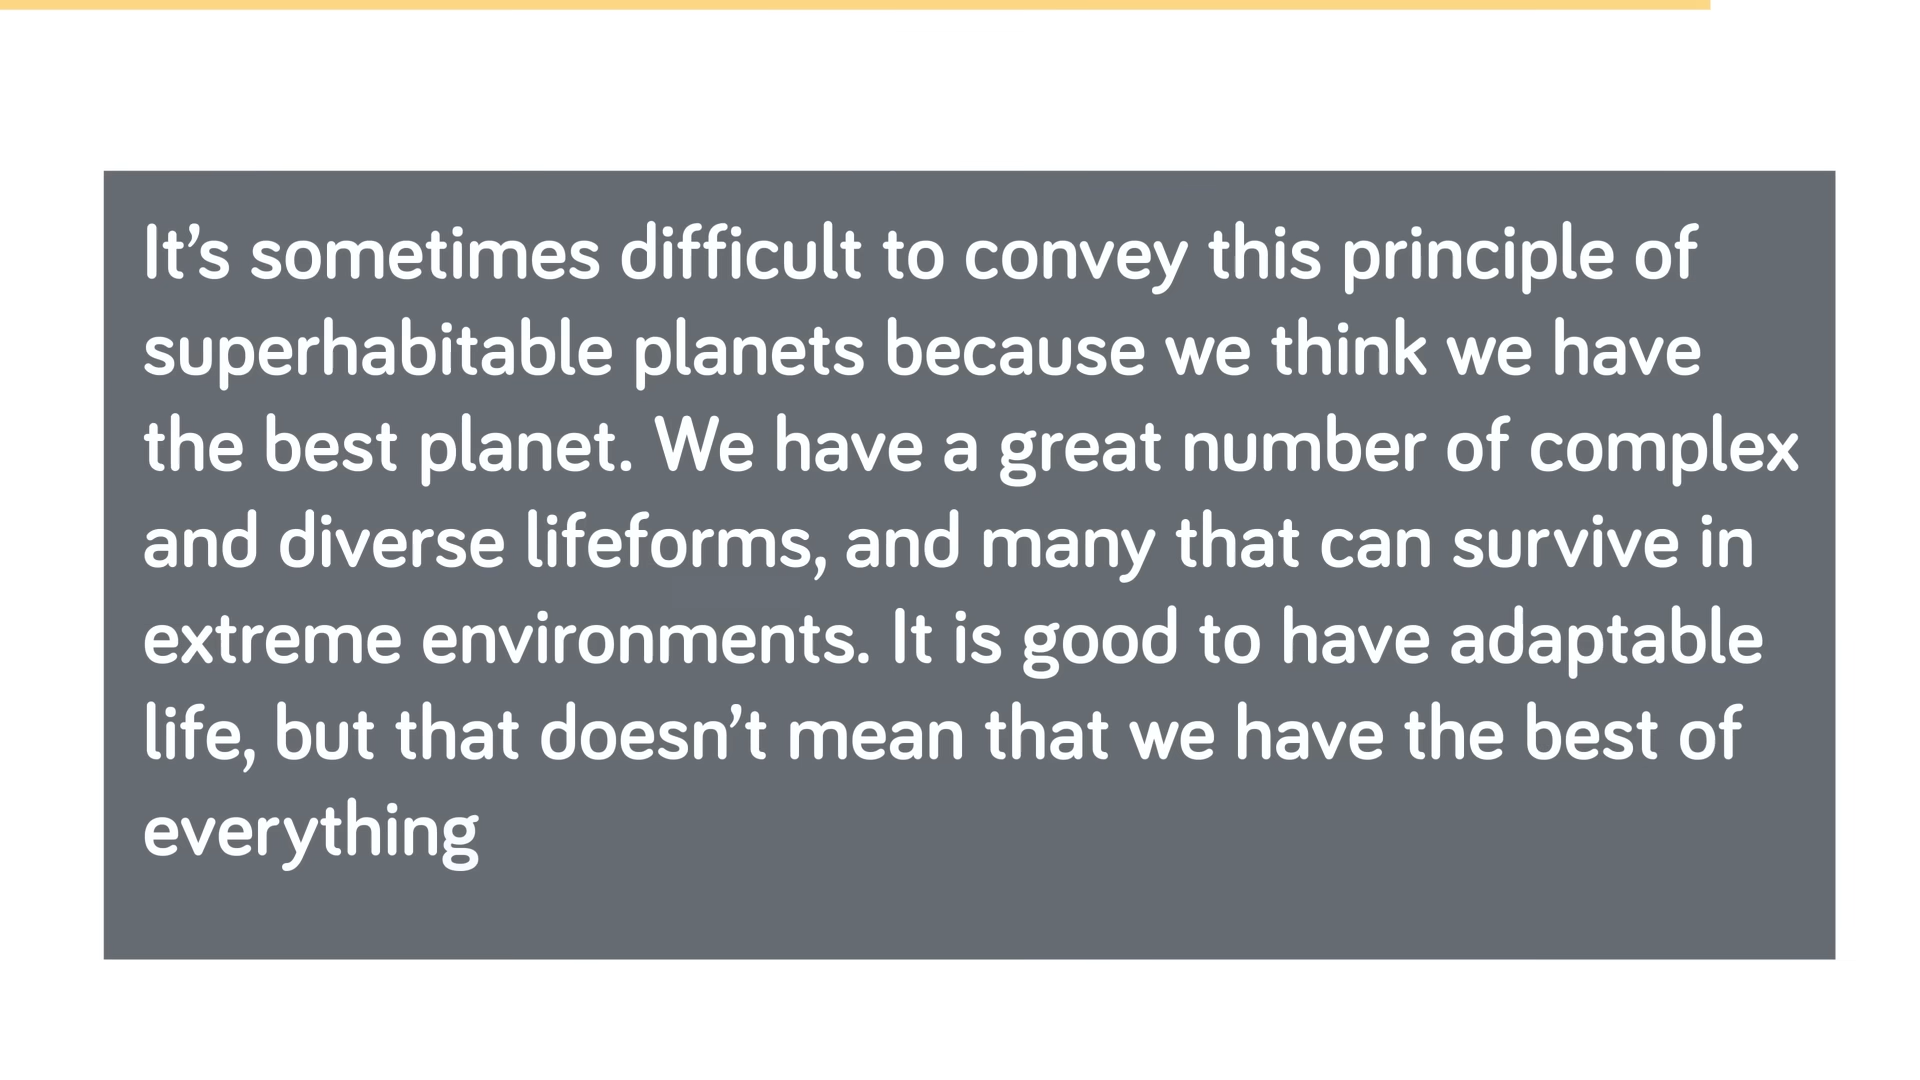 It’s sometimes difficult to convey this principle of
superhabitable planets because we think we have
the best planet. We have a great number of complex
and diverse lifeforms, and many that can survive in
extreme environments. It is good to have adaptable
life, but that doesn’t mean that we have the best of
everything